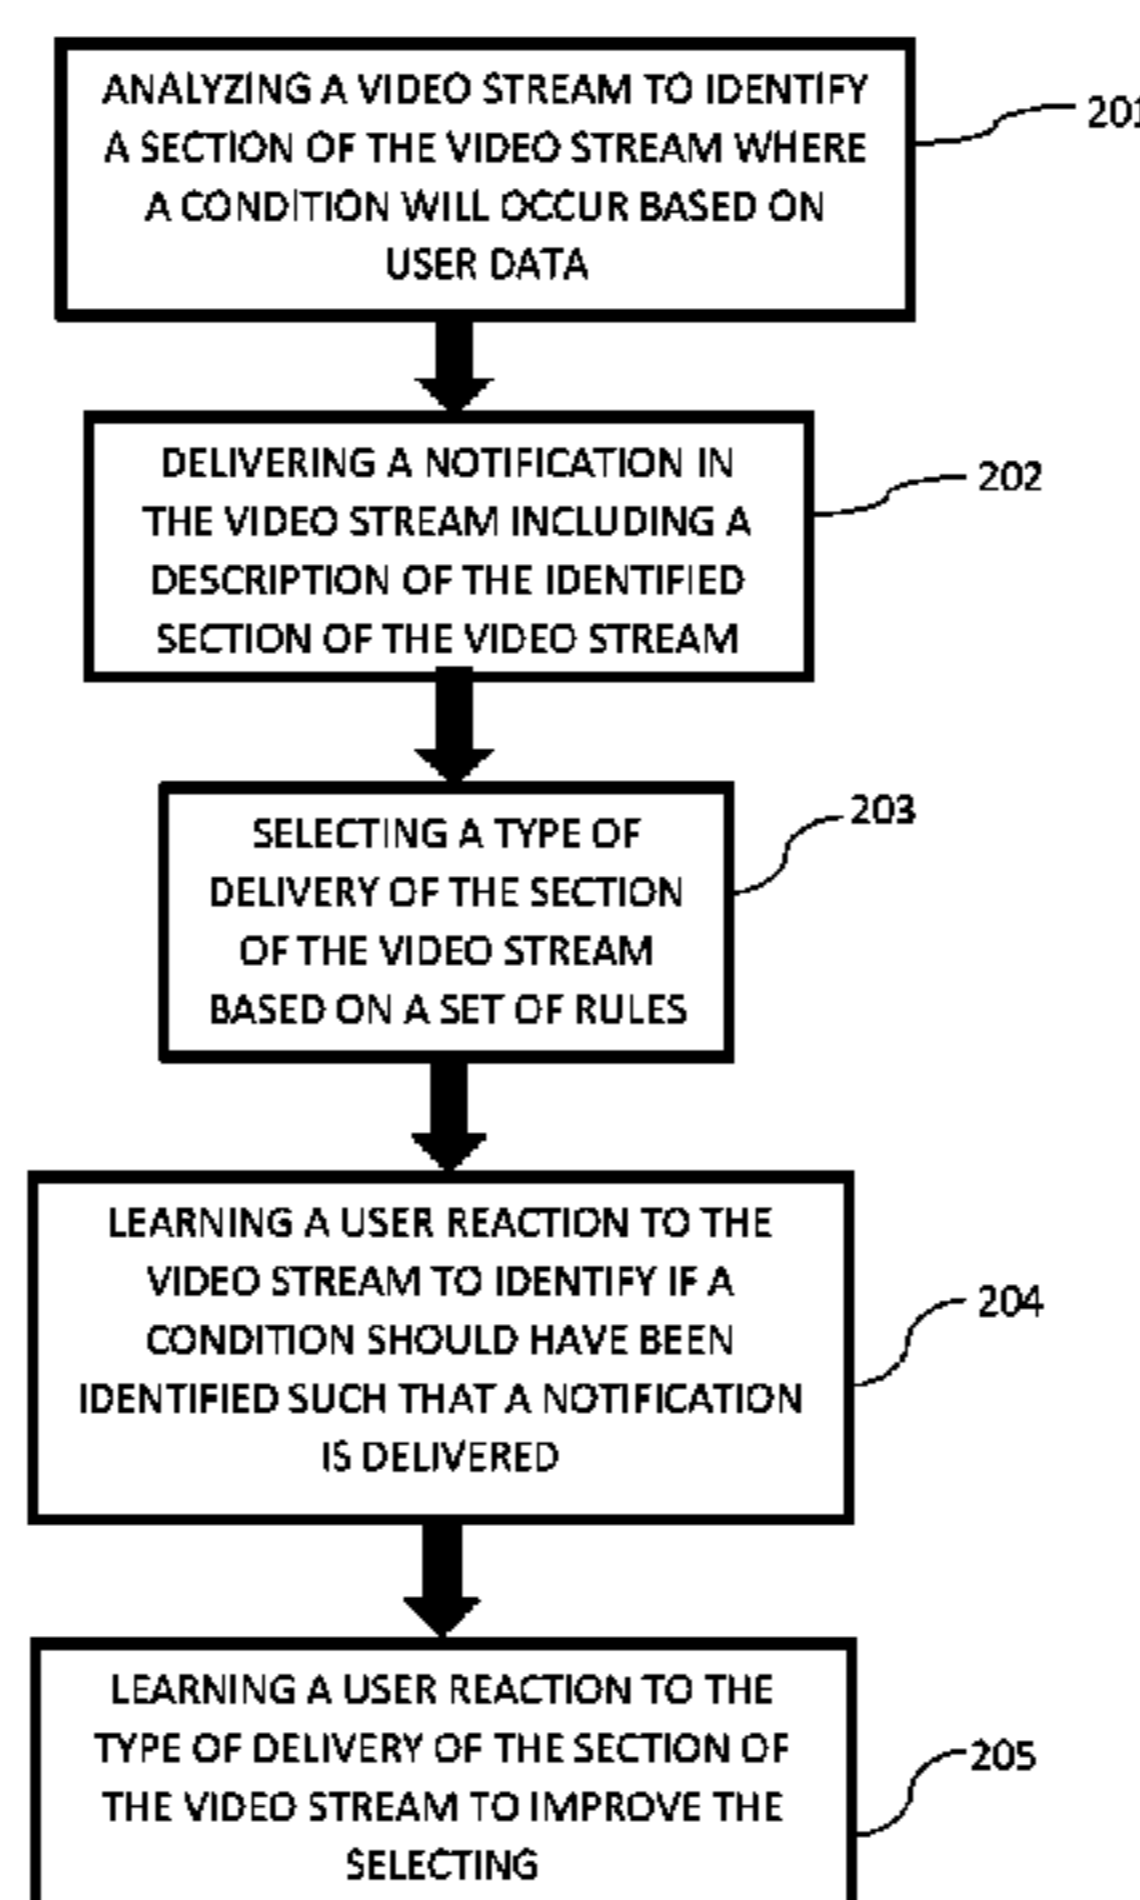 ANALYZING A VIDEO STREAM TO IDENTIFY
A SECTION OF THE VIDEO STREAM WHERE
A CONDITION WILL OCCUR BASED ON
USER DATA
201
DELIVERING A NOTIFICATION IN
THE VIDEO STREAM INCLUDING A
DESCRIPTION OF THE IDENTIFIED
SECTION OF THE VIDEO STREAM
202
SELECTING A TYPE OF
DELIVERY OF THE SECTION
OF THE VIDEO STREAM
BASED ON A SET OF RULES
203
LEARNING A USER REACTION TO THE
VIDEO STREAM TO IDENTIFY IF A
CONDITION SHOULD HAVE BEEN
IDENTIFIED SUCH THAT A NOTIFICATION
IS DELIVERED
204
LEARNING A USER REACTION TO THE
TYPE OF DELIVERY OF THE SECTION OF
THE VIDEO STREAM TO IMPROVE THE
SELECTING
205